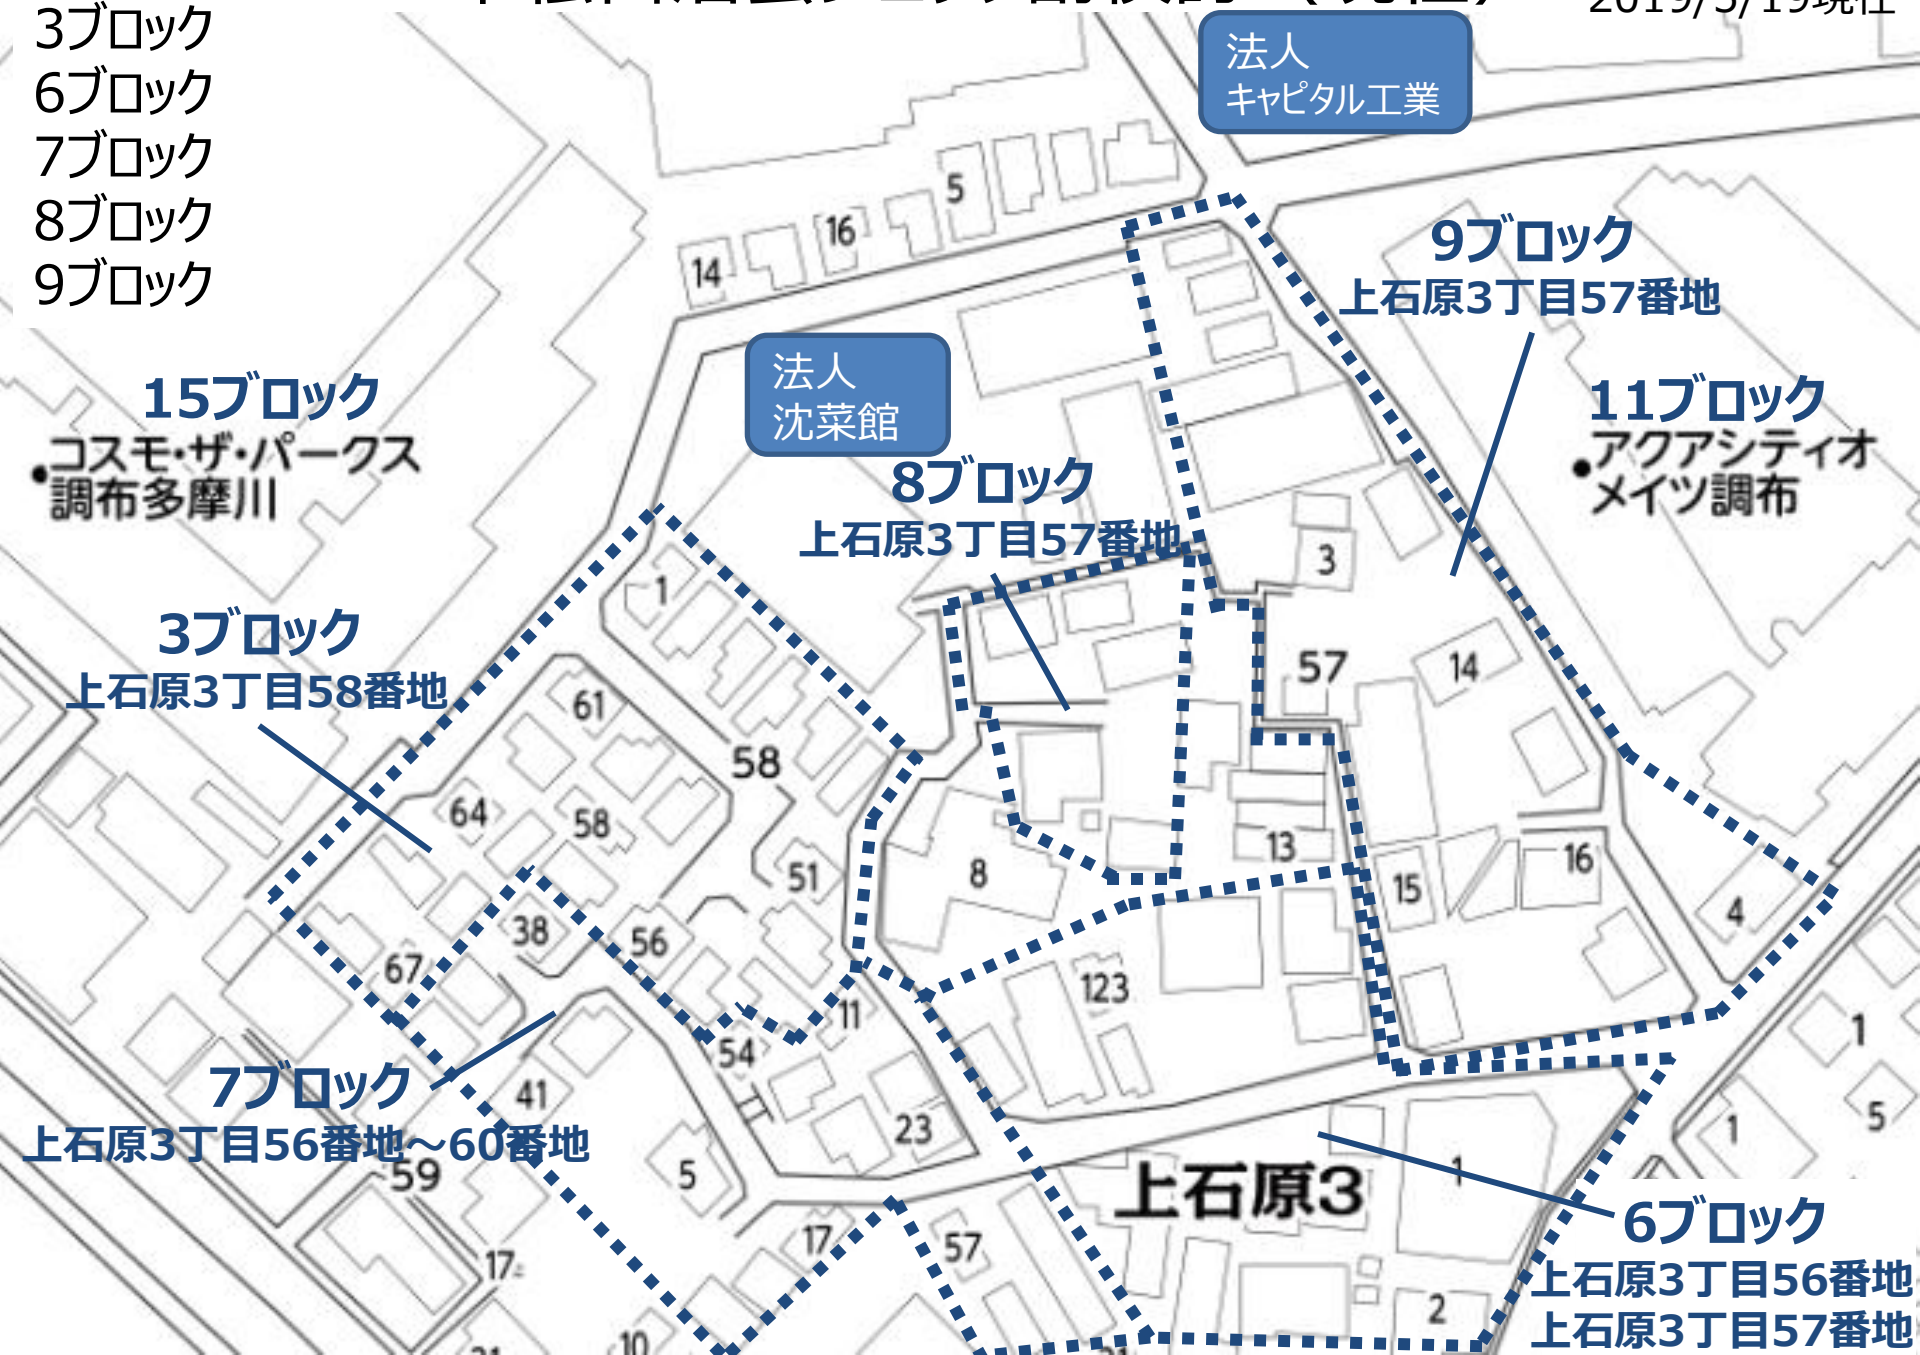 2019/5/19現在
3ブロック
6ブロック
7ブロック
8ブロック
9ブロック
法人
キャピタル工業
5
16
14
9ブロック
上石原3丁目57番地
法人
沈菜館
15ブロック
コスモ・ザ・パークス
調布多摩川
11ブロック
アクアシティオ
メイツ調布
8ブロック
上石原3丁目57番地
3
1
3ブロック
上石原3丁目58番地
57
14
61
58
64
58
51
8
13
15
16
4
38
56
67
123
11
54
1
7ブロック
上石原3丁目56番地～60番地
41
23
5
1
59
5
上石原3
1
6ブロック
上石原3丁目56番地
上石原3丁目57番地
17
57
17
2
10